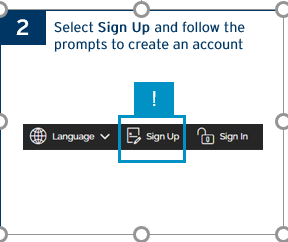 2
Select Sign Up and follow the
prompts to create an account
!
Language Sign Up Sign In